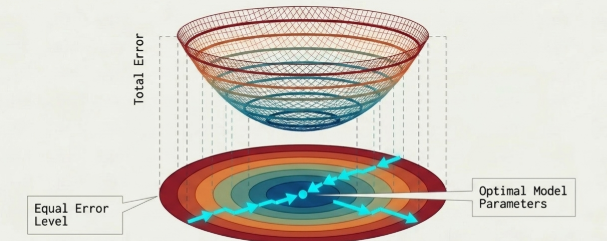 Total Error
Equal Error
Level
Optimal Model
Parameters